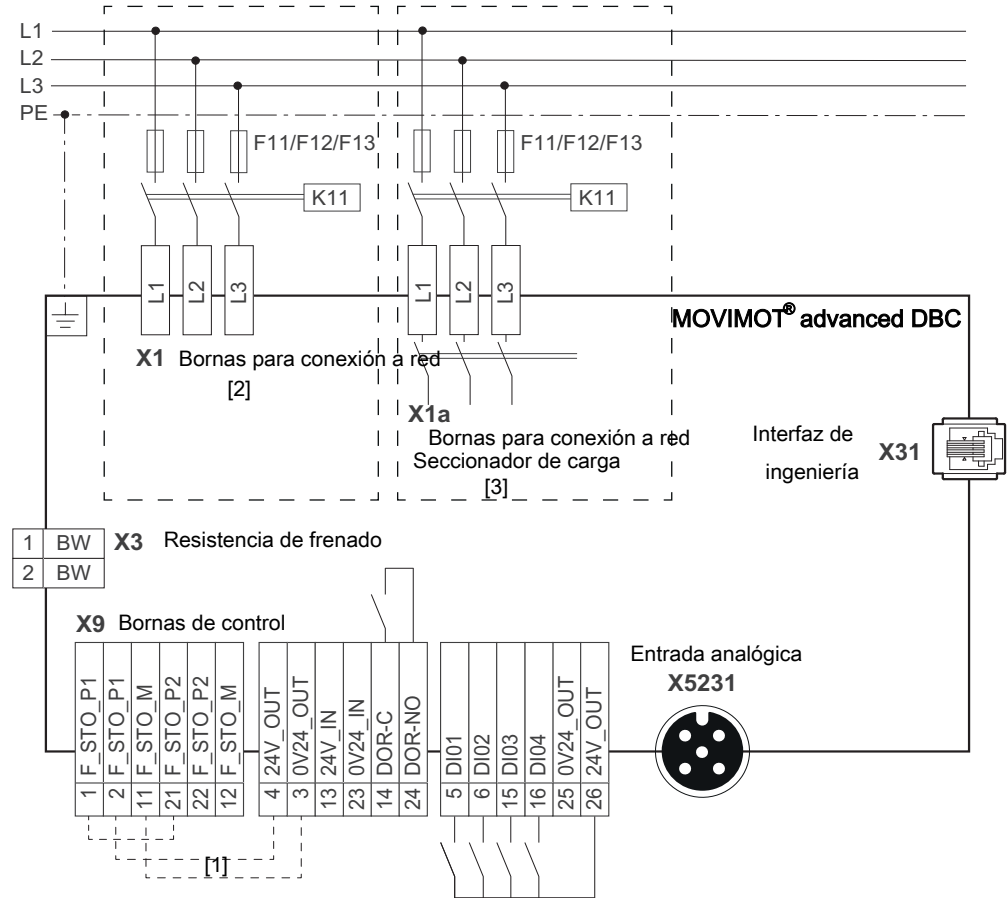 L1
L2
L3
PE
F11/F12/F13
F11/F12/F13
K11
K11
L1
L2
L3
L1
L2
L3
MOVIMOT® advanced DBC
X1 Bornas para conexión a red
[2]
X1a
Bornas para conexión a red
Seccionador de carga
[3]
Interfaz de
ingeniería
X31
1 BW
2 BW
X3 Resistencia de frenado
X9 Bornas de control
Entrada analógica
X5231
1 F_STO_P1
2 F_STO_P1
11 F_STO_M
21 F_STO_P2
22 F_STO_P2
12 F_STO_M
4 24V_OUT
3 0V24_OUT
13 24V_IN
23 0V24_IN
14 DOR-C
24 DOR-NO
5 DI01
6 DI02
15 DI03
16 DI04
25 0V24_OUT
26 24V_OUT
[1]